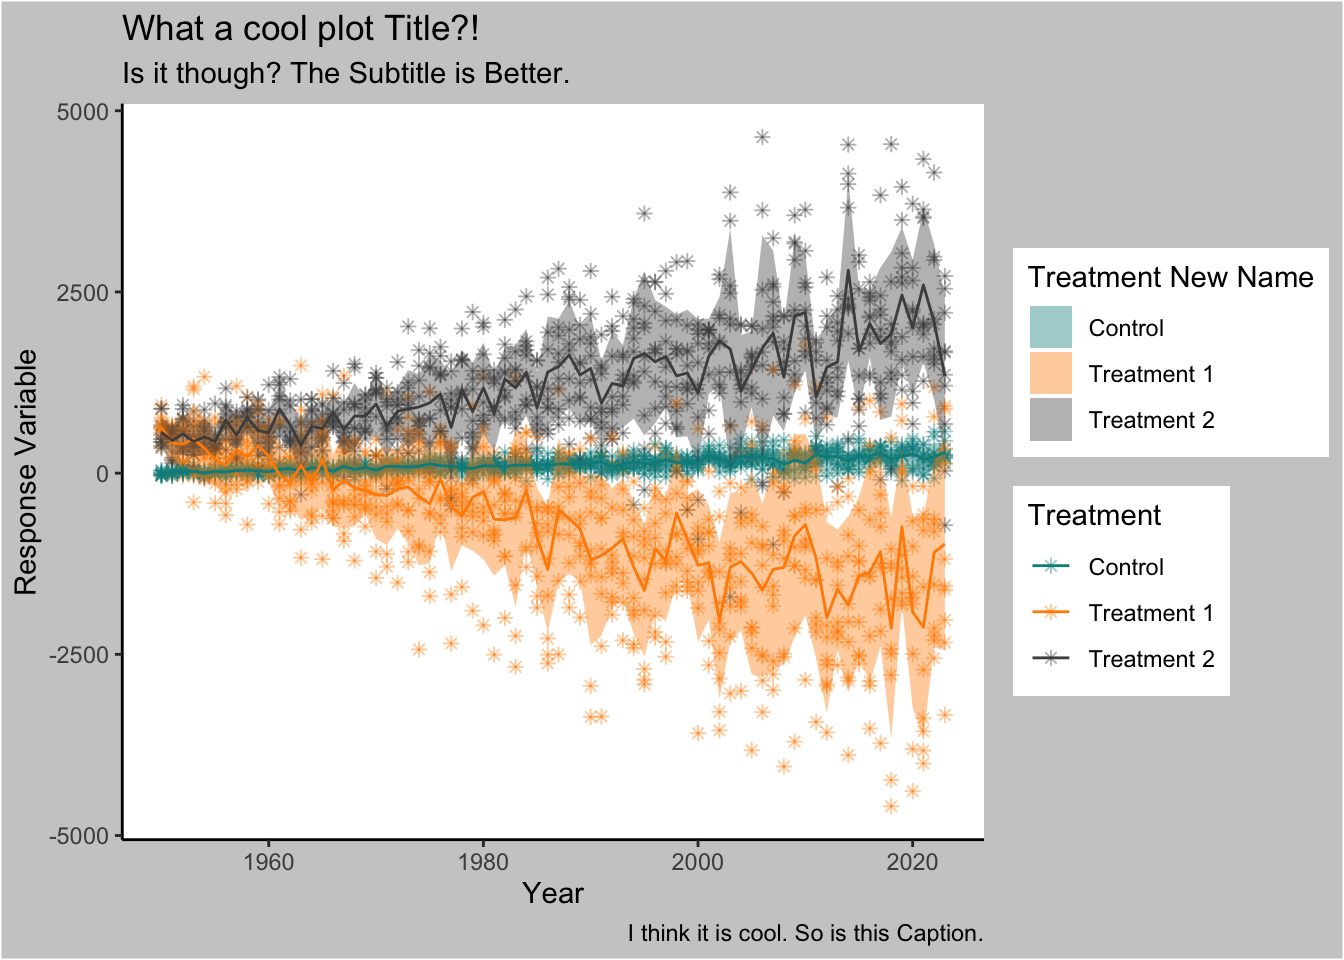 What a cool plot Title?!
Is it though? The Subtitle is Better.
Response Variable
5000
2500
0
-2500
-5000
1960
1980
2000
2020
Year
I think it is cool. So is this Caption.
Treatment New Name
Control
Treatment 1
Treatment 2
Treatment
Control
Treatment 1
Treatment 2